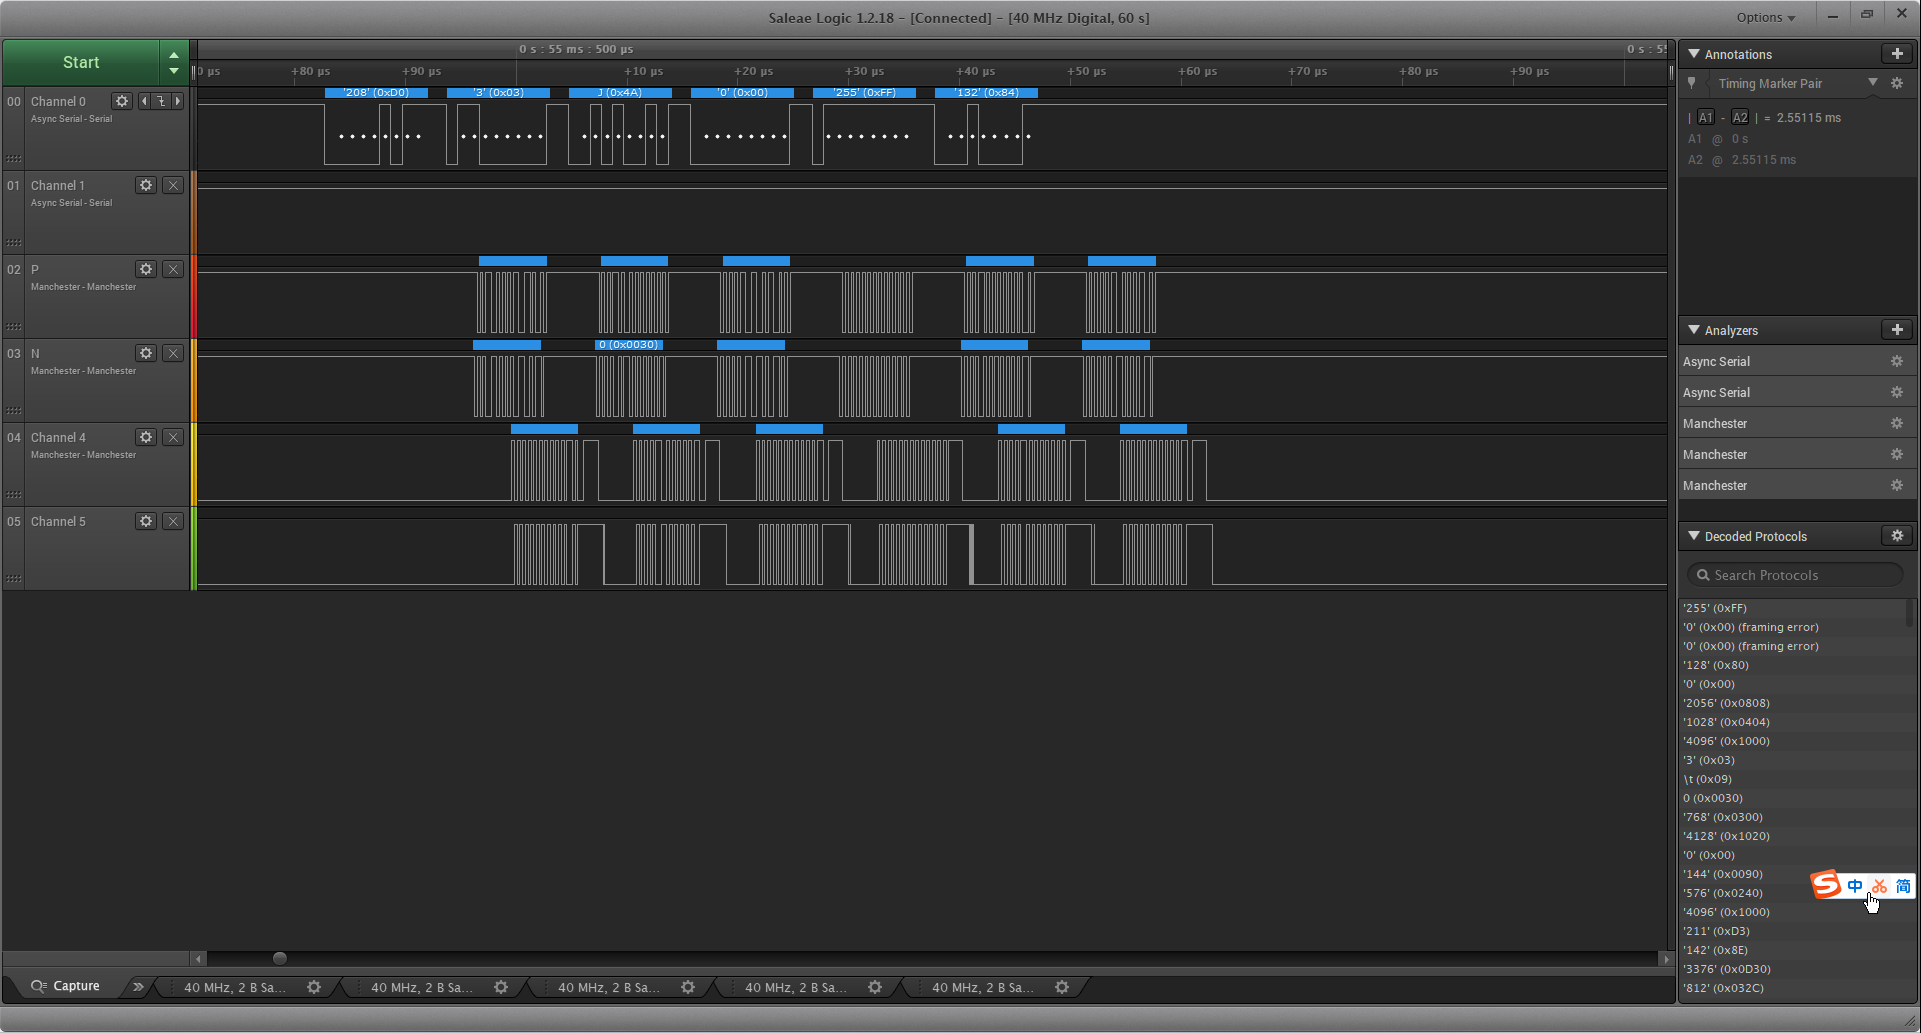 Saleae Logic 1.2.18 - [Connected] - [40 MHz Digital, 60 s]
Options
Start
0 s : 55 ms : 500 µs
0 s : 55
0 µs
+80 µs
+90 µs
+10 µs
+20 µs
+30 µs
+40 µs
+50 µs
+60 µs
+70 µs
+80 µs
+90 µs
00
Channel 0
Async Serial - Serial
'208' (0xD0)
'3' (0x03)
J (0x4A)
'0' (0x00)
'255' (0xFF)
'132' (0x84)
01
Channel 1
Async Serial - Serial
02
P
Manchester - Manchester
03
N
Manchester - Manchester
0 (0x0030)
04
Channel 4
Manchester - Manchester
05
Channel 5
Annotations
Timing Marker Pair
| A1 - A2 | = 2.55115 ms
A1 @ 0 s
A2 @ 2.55115 ms
Analyzers
Async Serial
Async Serial
Manchester
Manchester
Manchester
Decoded Protocols
Search Protocols
'255' (0xFF)
'0' (0x00) (framing error)
'0' (0x00) (framing error)
'128' (0x80)
'0' (0x00)
'2056' (0x0808)
'1028' (0x0404)
'4096' (0x1000)
'3' (0x03)
\t (0x09)
0 (0x0030)
'768' (0x0300)
'4128' (0x1020)
'0' (0x00)
'144' (0x0090)
'576' (0x0240)
'4096' (0x1000)
'211' (0xD3)
'142' (0x8E)
'3376' (0x0D30)
'812' (0x032C)
S 中 简
Capture
40 MHz, 2 B Sa...
40 MHz, 2 B Sa...
40 MHz, 2 B Sa...
40 MHz, 2 B Sa...
40 MHz, 2 B Sa...